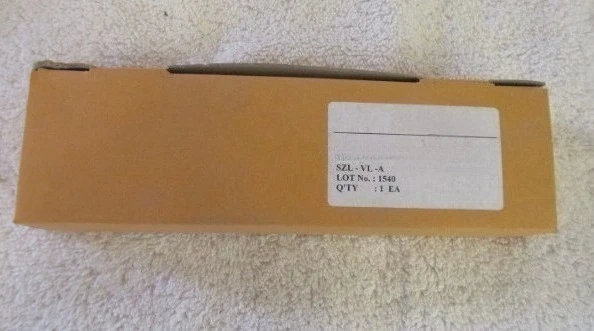 SZL - VL -A
LOT No. : 1540
Q'TY : 1 EA